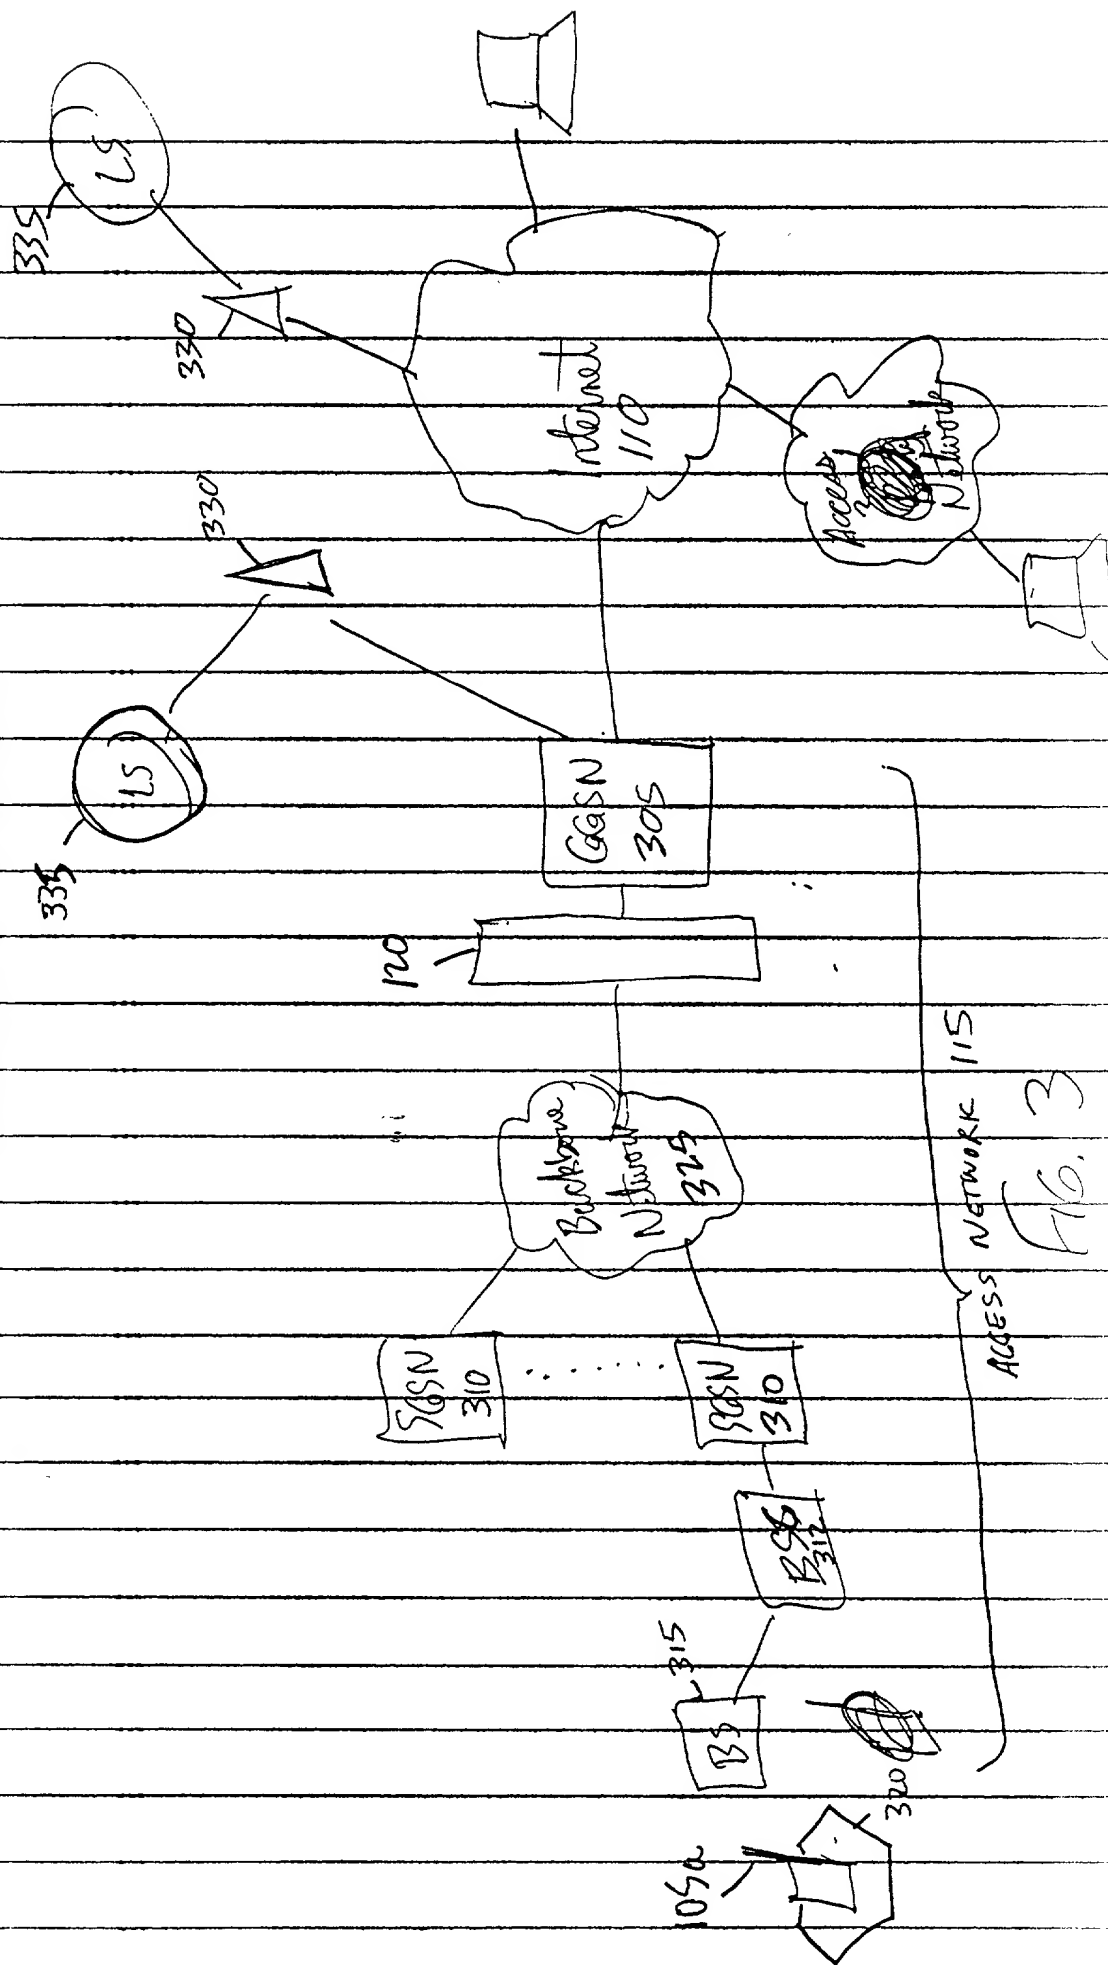 335
LS
330
330
335
LS
Internet
110
Access
Network
GGSN
305
120
Backbone
Network
325
SGSN
310
SGSN
310
BSS
312
315
BS
105a
320
ACCESS NETWORK 115
FIG. 3